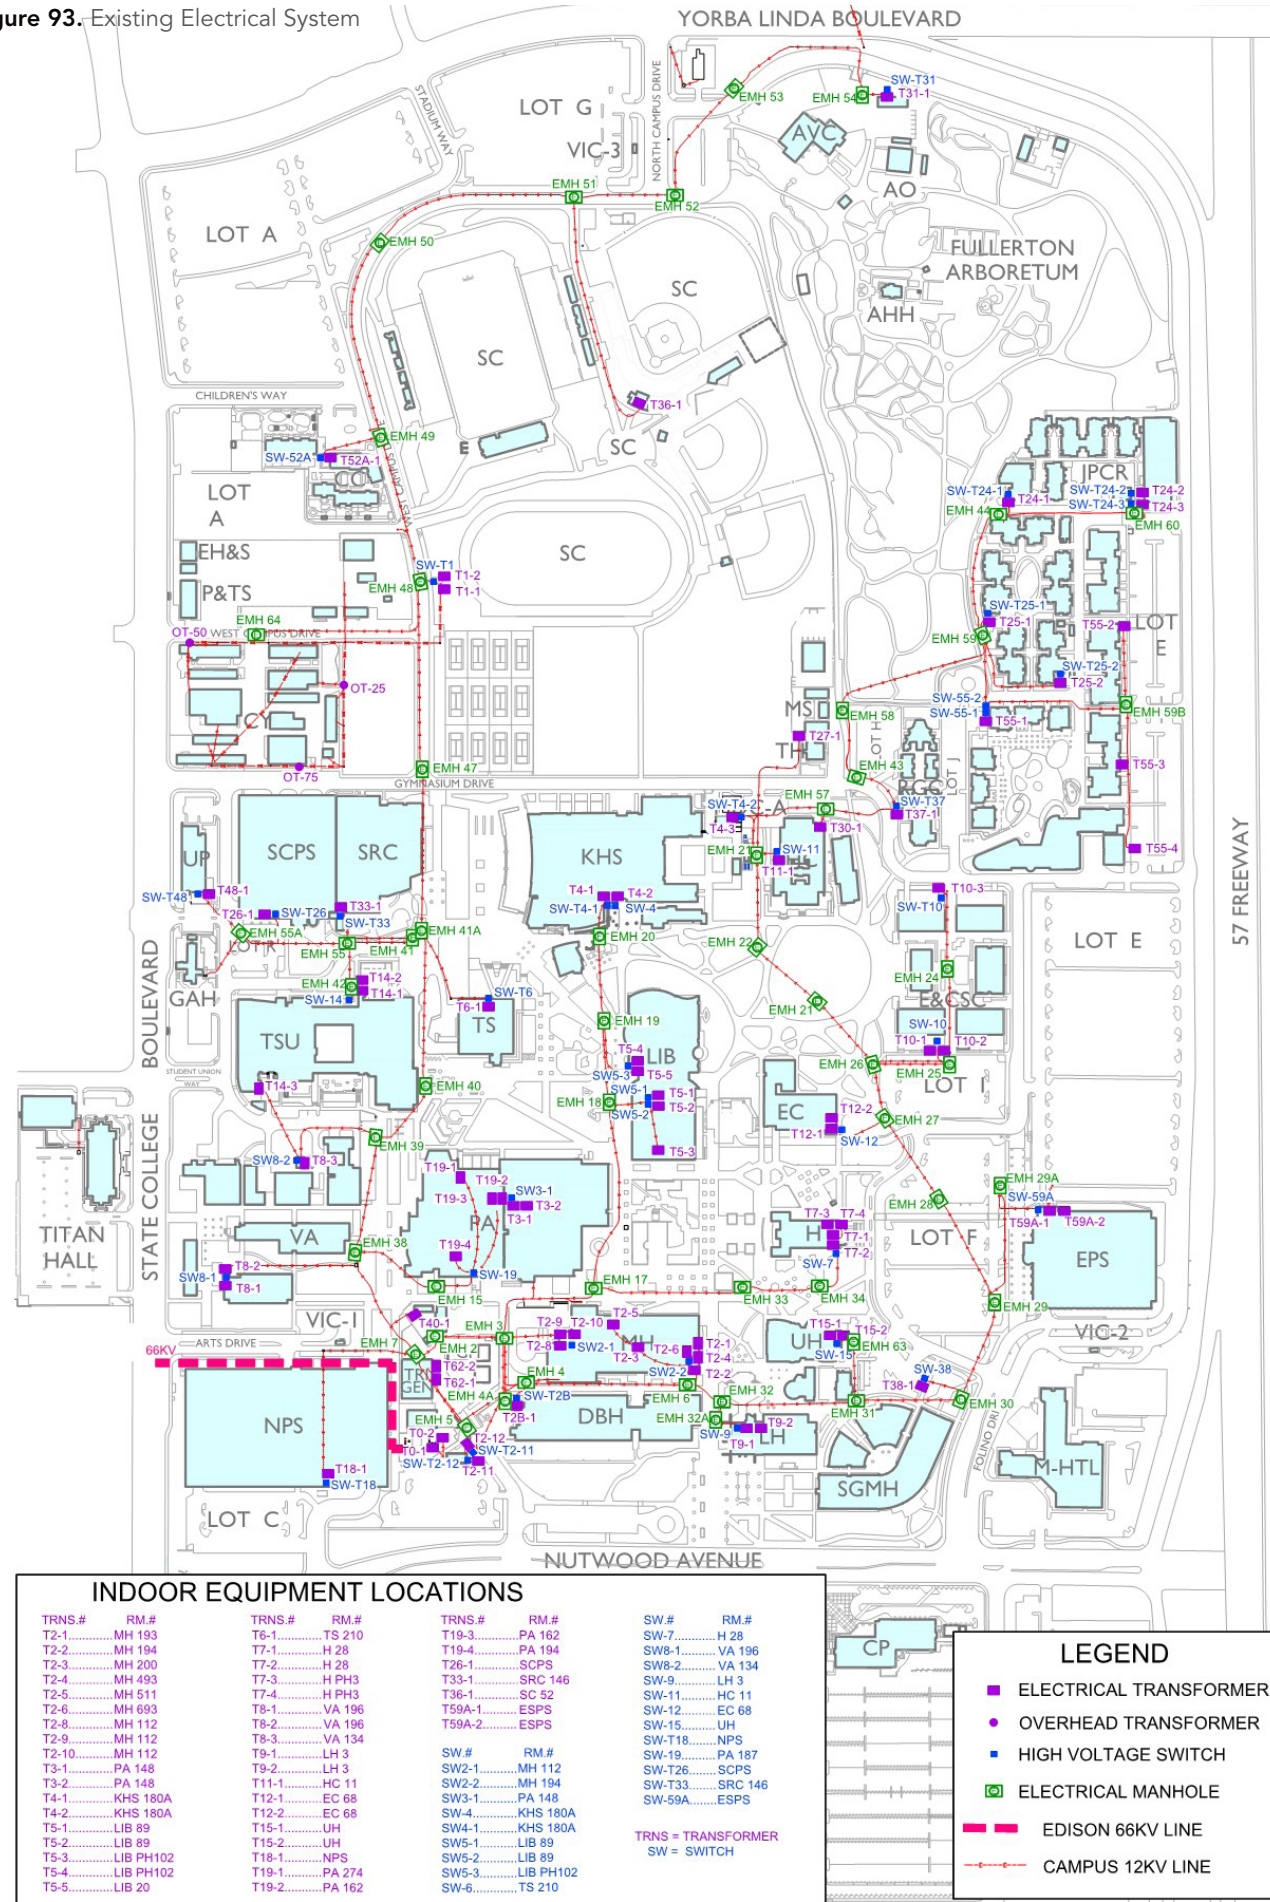 gure 93. Existing Electrical System
YORBA LINDA BOULEVARD
SW-T31
T31-1
EMH 53
EMH 54
STADIUM WAY
NORTH CAMPUS DRIVE
LOT G
AVC
VIC-3
AO
EMH 51
EMH 52
LOT A
EMH 50
FULLERTON
ARBORETUM
SC
AHH
SC
CHILDREN'S WAY
T36-1
EMH 49
SC
E
SW-52A
T52A-1
CC
WEST CAMPUS DRIVE
JPCR
LOT
A
SW-T24-1
T24-1
SW-T24-2
T24-2
SW-T24-3
T24-3
EMH 44
EMH 60
EH&S
SC
SW-T1
T1-2
T1-1
EMH 48
P&TS
SW-T25-1
T25-1
T55-2
LOT
E
EMH 64
OT-50
WEST CAMPUS DRIVE
EMH 59
SW-T25-2
T25-2
OT-25
SW-55-2
SW-55-1
T55-1
EMH 59B
MS
EMH 58
CY
TH
T27-1
LOT H
OT-75
EMH 47
T55-3
GYMNASIUM DRIVE
EMH 43
RGC
LOT J
SW-T4-2
VIC-A
EMH 57
SW-T37
T37-1
T4-3
T30-1
57 FREEWAY
UP
SCPS
SRC
KHS
EMH 21
SW-11
T11-1
T55-4
SW-T48
T48-1
T4-1
T4-2
T10-3
SW-T10
T26-1
SW-T26
T33-1
SW-T33
SW-T4-1
SW-4
EMH 55A
EMH 41A
EMH 55
EMH 41
EMH 20
EMH 22
LOT E
EMH 42
T14-2
T14-1
SW-14
EMH 24
GAH
SW-T6
T6-1
TS
EMH 21
E&CSC
EMH 19
SW-10
T10-1
T10-2
TSU
LIB
T5-4
T5-5
SW5-3
STUDENT UNION
WAY
EMH 26
EMH 25
LOT I
T14-3
EMH 40
EMH 18
SW5-1
SW5-2
T5-1
T5-2
EC
T12-2
T12-1
SW-12
EMH 27
EMH 39
T5-3
STATE COLLEGE BOULEVARD
SW8-2
T8-3
T19-1
T19-2
T19-3
SW3-1
T3-2
T3-1
PA
EMH 29A
SW-59A
EMH 28
T59A-1
T59A-2
TITAN
HALL
VA
EMH 38
T19-4
T7-3
T7-4
H
T7-1
T7-2
SW-7
LOT F
EPS
T8-2
SW8-1
T8-1
SW-19
EMH 15
EMH 17
EMH 33
EMH 34
EMH 29
VIC-1
T40-1
T2-5
T15-1
T15-2
VIC-2
ARTS DRIVE
EMH 7
EMH 2
EMH 3
T2-9
T2-10
T2-8
SW2-1
MH
T2-3
T2-6
T2-1
T2-4
SW2-2
T2-2
UH
SW-15
EMH 63
66KV
TRI
GEN
T62-2
T62-1
EMH 4
SW-38
T38-1
EMH 4A
SW-T2B
T2B-1
EMH 6
EMH 32
EMH 31
EMH 30
NPS
EMH 5
DBH
EMH 32A
SW-9
T9-2
T9-1
LH
FOLINO DRIVE
T0-2
T0-1
T2-12
SW-T2-11
SW-T2-12
T2-11
T18-1
SW-T18
SGMH
M-HTL
LOT C
NUTWOOD AVENUE
CP
INDOOR EQUIPMENT LOCATIONS
TRNS.# RM.#
T2-1.............MH 193
T2-2.............MH 194
T2-3.............MH 200
T2-4.............MH 493
T2-5.............MH 511
T2-6.............MH 693
T2-8.............MH 112
T2-9.............MH 112
T2-10............MH 112
T3-1.............PA 148
T3-2.............PA 148
T4-1.............KHS 180A
T4-2.............KHS 180A
T5-1.............LIB 89
T5-2.............LIB 89
T5-3.............LIB PH102
T5-4.............LIB PH102
T5-5.............LIB 20
TRNS.# RM.#
T6-1............TS 210
T7-1............H 28
T7-2............H 28
T7-3............H PH3
T7-4............H PH3
T8-1............VA 196
T8-2............VA 196
T8-3............VA 134
T9-1............LH 3
T9-2............LH 3
T11-1..........HC 11
T12-1..........EC 68
T12-2..........EC 68
T15-1..........UH
T15-2..........UH
T18-1..........NPS
T19-1..........PA 274
T19-2..........PA 162
TRNS.# RM.#
T19-3..........PA 162
T19-4..........PA 194
T26-1..........SCPS
T33-1..........SRC 146
T36-1..........SC 52
T59A-1........ESPS
T59A-2........ESPS
SW.# RM.#
SW2-1..........MH 112
SW2-2..........MH 194
SW3-1..........PA 148
SW-4............KHS 180A
SW4-1..........KHS 180A
SW5-1..........LIB 89
SW5-2..........LIB 89
SW5-3..........LIB PH102
SW-6............TS 210
SW.# RM.#
SW-7...........H 28
SW8-1.........VA 196
SW8-2.........VA 134
SW-9...........LH 3
SW-11.........HC 11
SW-12.........EC 68
SW-15.........UH
SW-T18.......NPS
SW-19.........PA 187
SW-T26.......SCPS
SW-T33.......SRC 146
SW-59A.......ESPS
TRNS = TRANSFORMER
SW = SWITCH
LEGEND
ELECTRICAL TRANSFORMER
OVERHEAD TRANSFORMER
HIGH VOLTAGE SWITCH
ELECTRICAL MANHOLE
EDISON 66KV LINE
CAMPUS 12KV LINE